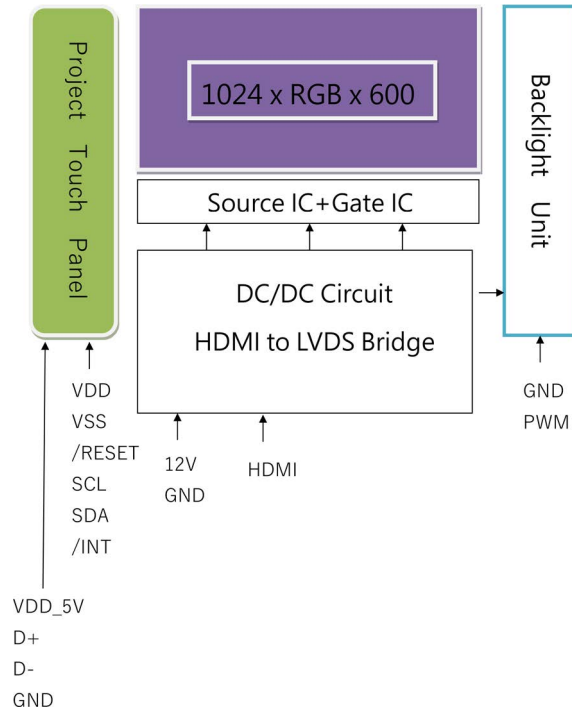 Project Touch Panel
1024 x RGB x 600
Backlight Unit
Source IC+Gate IC
DC/DC Circuit
HDMI to LVDS Bridge
VDD
VSS
/RESET
SCL
SDA
/INT
12V
GND
HDMI
GND
PWM
VDD_5V
D+
D-
GND